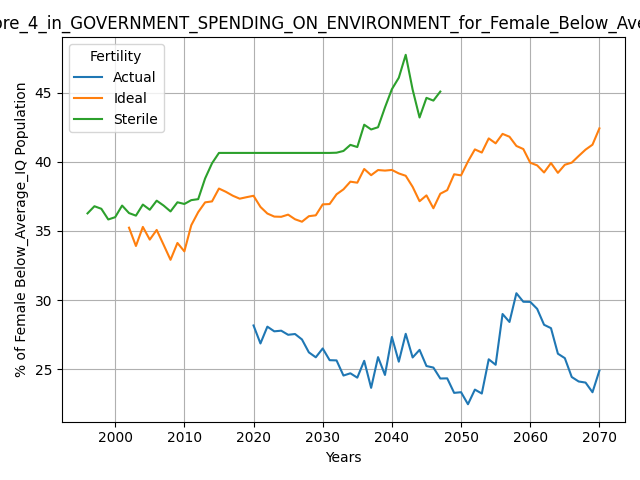 ore_4_in_GOVERNMENT_SPENDING_ON_ENVIRONMENT_for_Female_Below_Ave
Fertility
Actual
Ideal
Sterile
% of Female Below_Average_IQ Population
45
40
35
30
25
2000 2010 2020 2030 2040 2050 2060 2070
Years